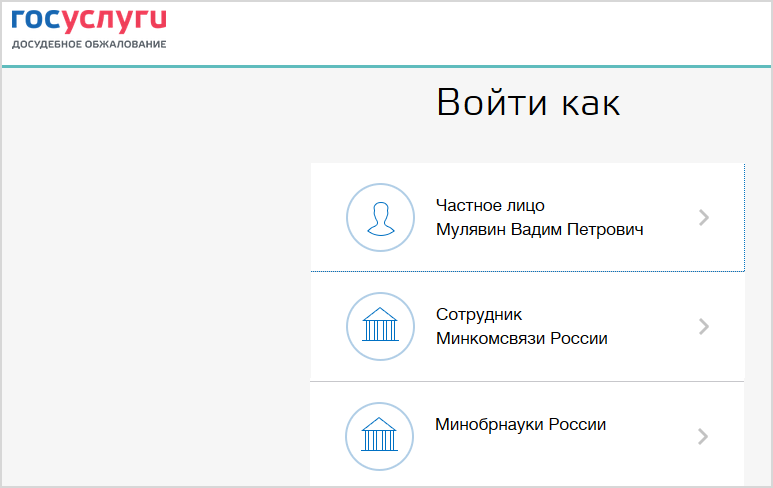 госуслуги
ДОСУДЕБНОЕ ОБЖАЛОВАНИЕ
Войти как
Частное лицо
Мулявин Вадим Петрович
Сотрудник
Минкомсвязи России
Минобрнауки России